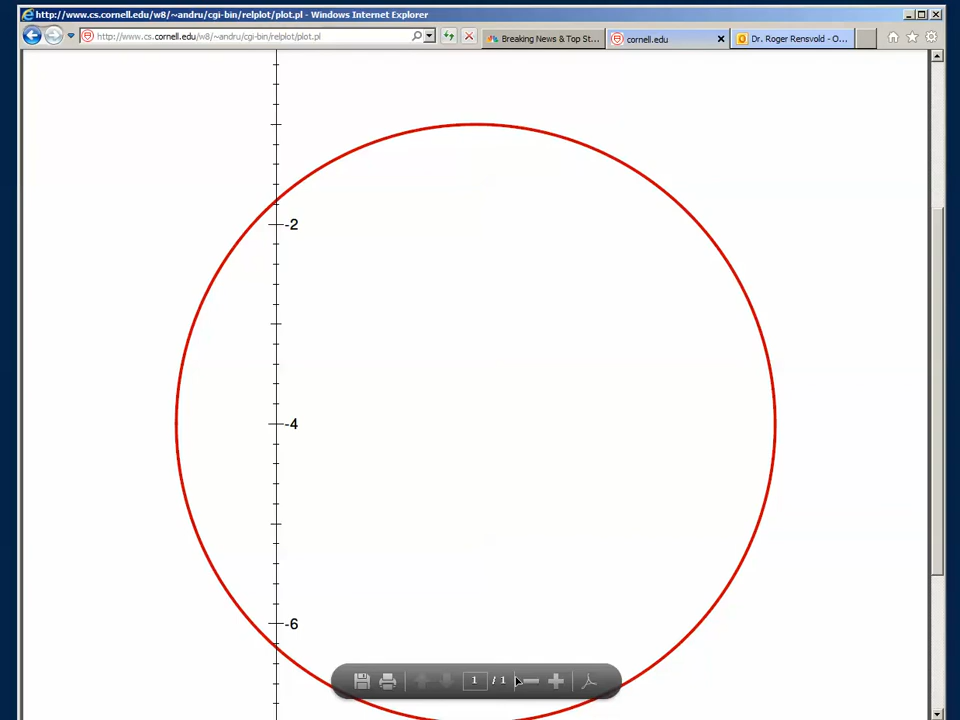 http://www.cs.cornell.edu/w8/~andru/cgi-bin/relplot/plot.pl - Windows Internet Explorer
http://www.cs.cornell.edu/w8/~andru/cgi-bin/relplot/plot.pl
Breaking News & Top St...
cornell.edu
Dr. Roger Rensvold - O...
-2
-4
-6
1 / 1